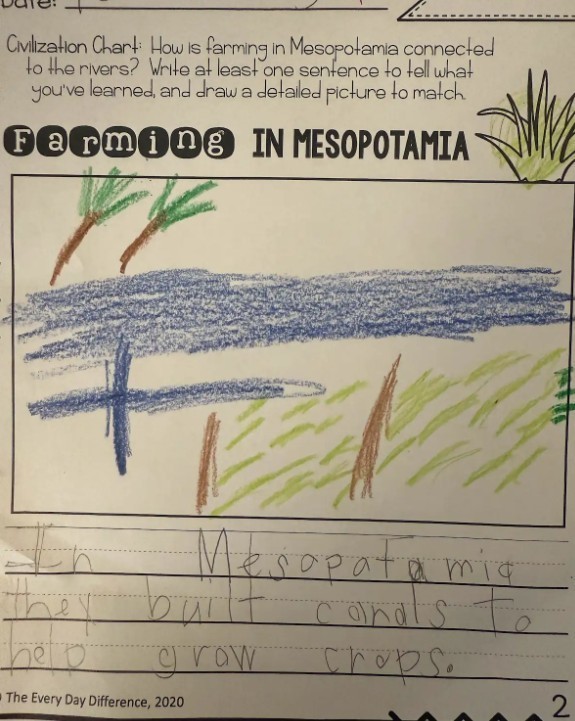 Date:
Civilization Chart: How is farming in Mesopotamia connected
to the rivers? Write at least one sentence to tell what
you've learned, and draw a detailed picture to match.
Farming IN MESOPOTAMIA
In Mesapatamia
they built canals to
help grow crops.
The Every Day Difference, 2020
2